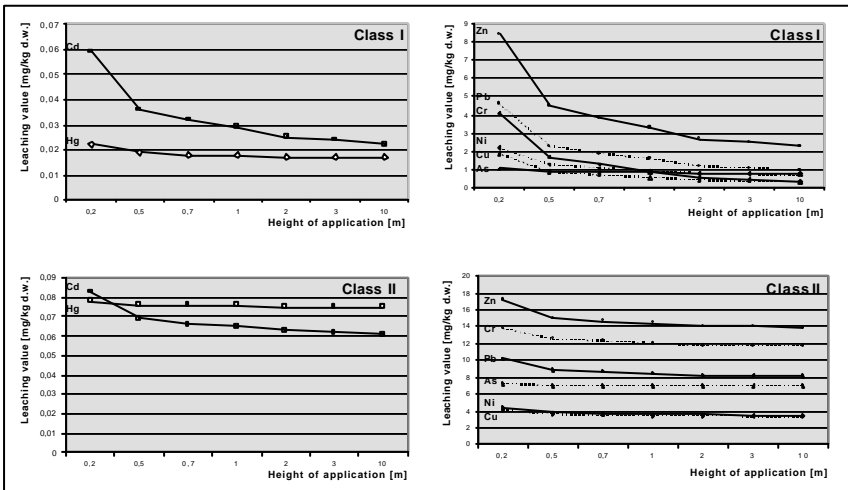 Class I
Leaching value [mg/kg d.w.]
0,07
0,06
0,05
0,04
0,03
0,02
0,01
0
Cd
Hg
0,2 0,5 0,7 1 2 3 10
Height of application [m]
Class I
Leaching value [mg/kg d.w.]
9
8
7
6
5
4
3
2
1
0
Zn
Pb
Cr
Ni
Cu
As
0,2 0,5 0,7 1 2 3 10
Height of application [m]
Class II
Leaching value [mg/kg d.w.]
0,09
0,08
0,07
0,06
0,05
0,04
0,03
0,02
0,01
0
Cd
Hg
0,2 0,5 0,7 1 2 3 10
Height of application [m]
Class II
Leaching value [mg/kg d.w.]
20
18
16
14
12
10
8
6
4
2
0
Zn
Cr
Pb
As
Ni
Cu
0,2 0,5 0,7 1 2 3 10
Height of application [m]